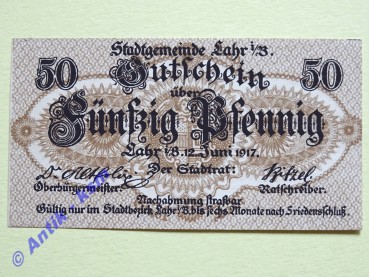 Stadtgemeinde Lahr i/B.
50 Gutschein 50
über
Fünfzig Pfennig
Lahr i/B. 12. Juni 1917.
Der Stadtrat:
Oberbürgermeister. Ratschreiber.
Nachahmung strafbar.
Gültig nur im Stadtbezirk Lahr i/B. bis sechs Monate nach Friedensschluß.